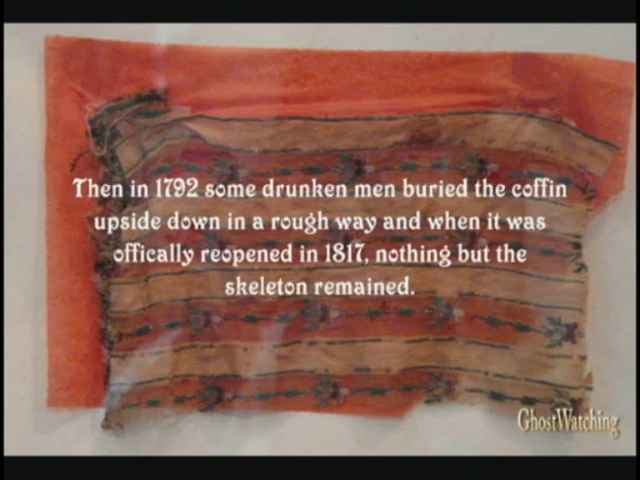 Then in 1792 some drunken men buried the coffin
upside down in a rough way and when it was
offically reopened in 1817, nothing but the
skeleton remained.
GhostWatching